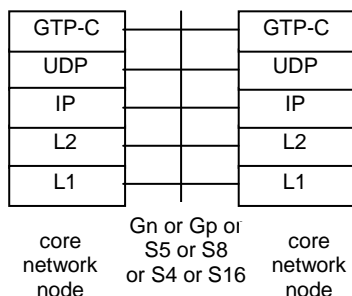 GTP-C GTP-C
UDP UDP
IP IP
L2 L2
L1 L1
Gn or Gp or
S5 or S8
or S4 or S16
core
network
node
core
network
node